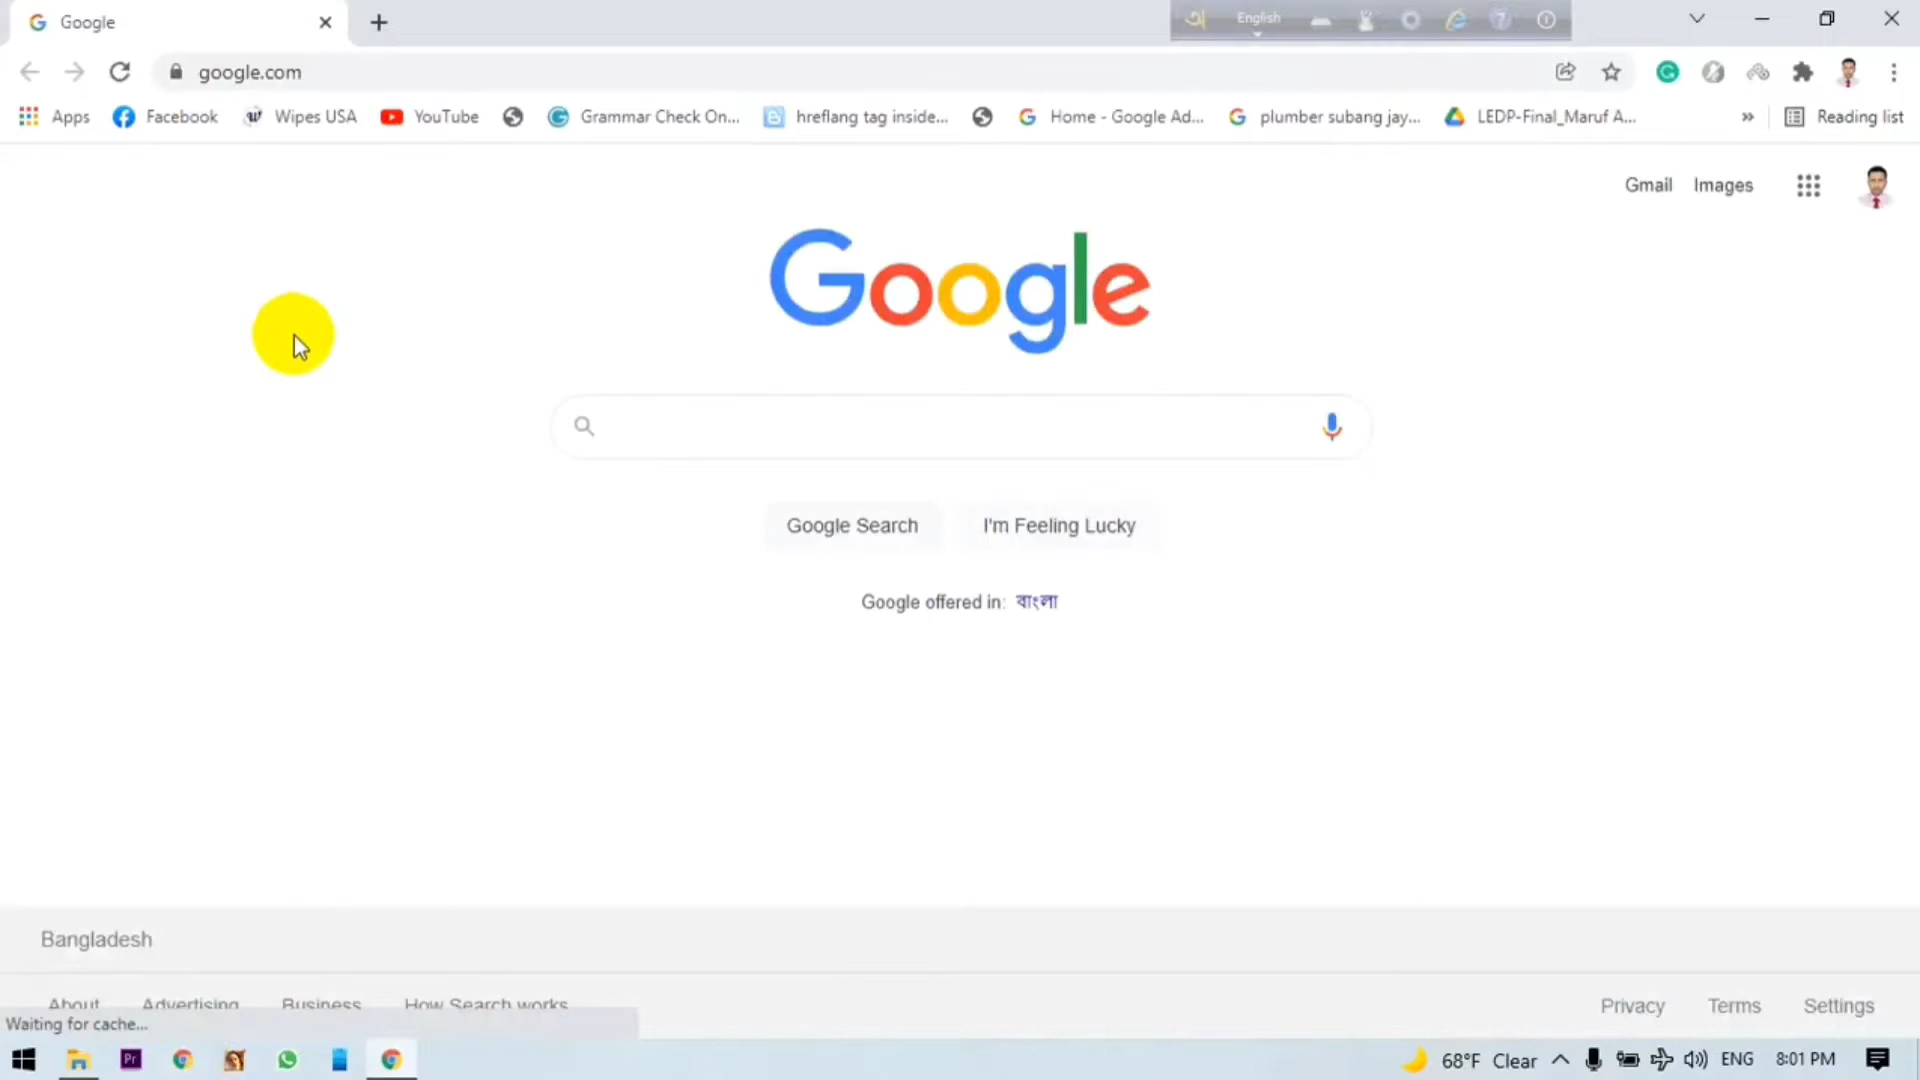 Google
অ English
google.com
Apps Facebook Wipes USA YouTube Grammar Check On... hreflang tag inside... Home - Google Ad... plumber subang jay... LEDP-Final_Maruf A... » Reading list
Gmail Images
Google
Google Search I'm Feeling Lucky
Google offered in: বাংলা
Bangladesh
About Advertising Business How Search works Privacy Terms Settings
Waiting for cache...
Pr 68°F Clear ENG 8:01 PM